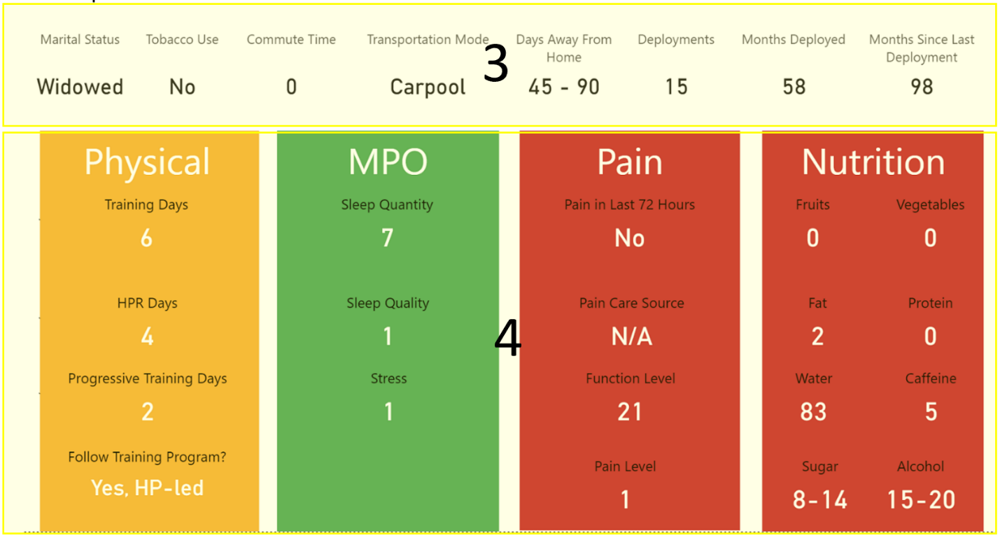 Marital Status Tobacco Use Commute Time Transportation Mode Days Away From Home Deployments Months Deployed Months Since Last Deployment
Widowed No 0 Carpool 45 - 90 15 58 98
3
Physical MPO Pain Nutrition
Training Days Sleep Quantity Pain in Last 72 Hours Fruits Vegetables
6 7 No 0 0
HPR Days Sleep Quality Pain Care Source Fat Protein
4 1 N/A 2 0
4
Progressive Training Days Stress Function Level Water Caffeine
2 1 21 83 5
Follow Training Program? Pain Level Sugar Alcohol
Yes, HP-led 1 8-14 15-20